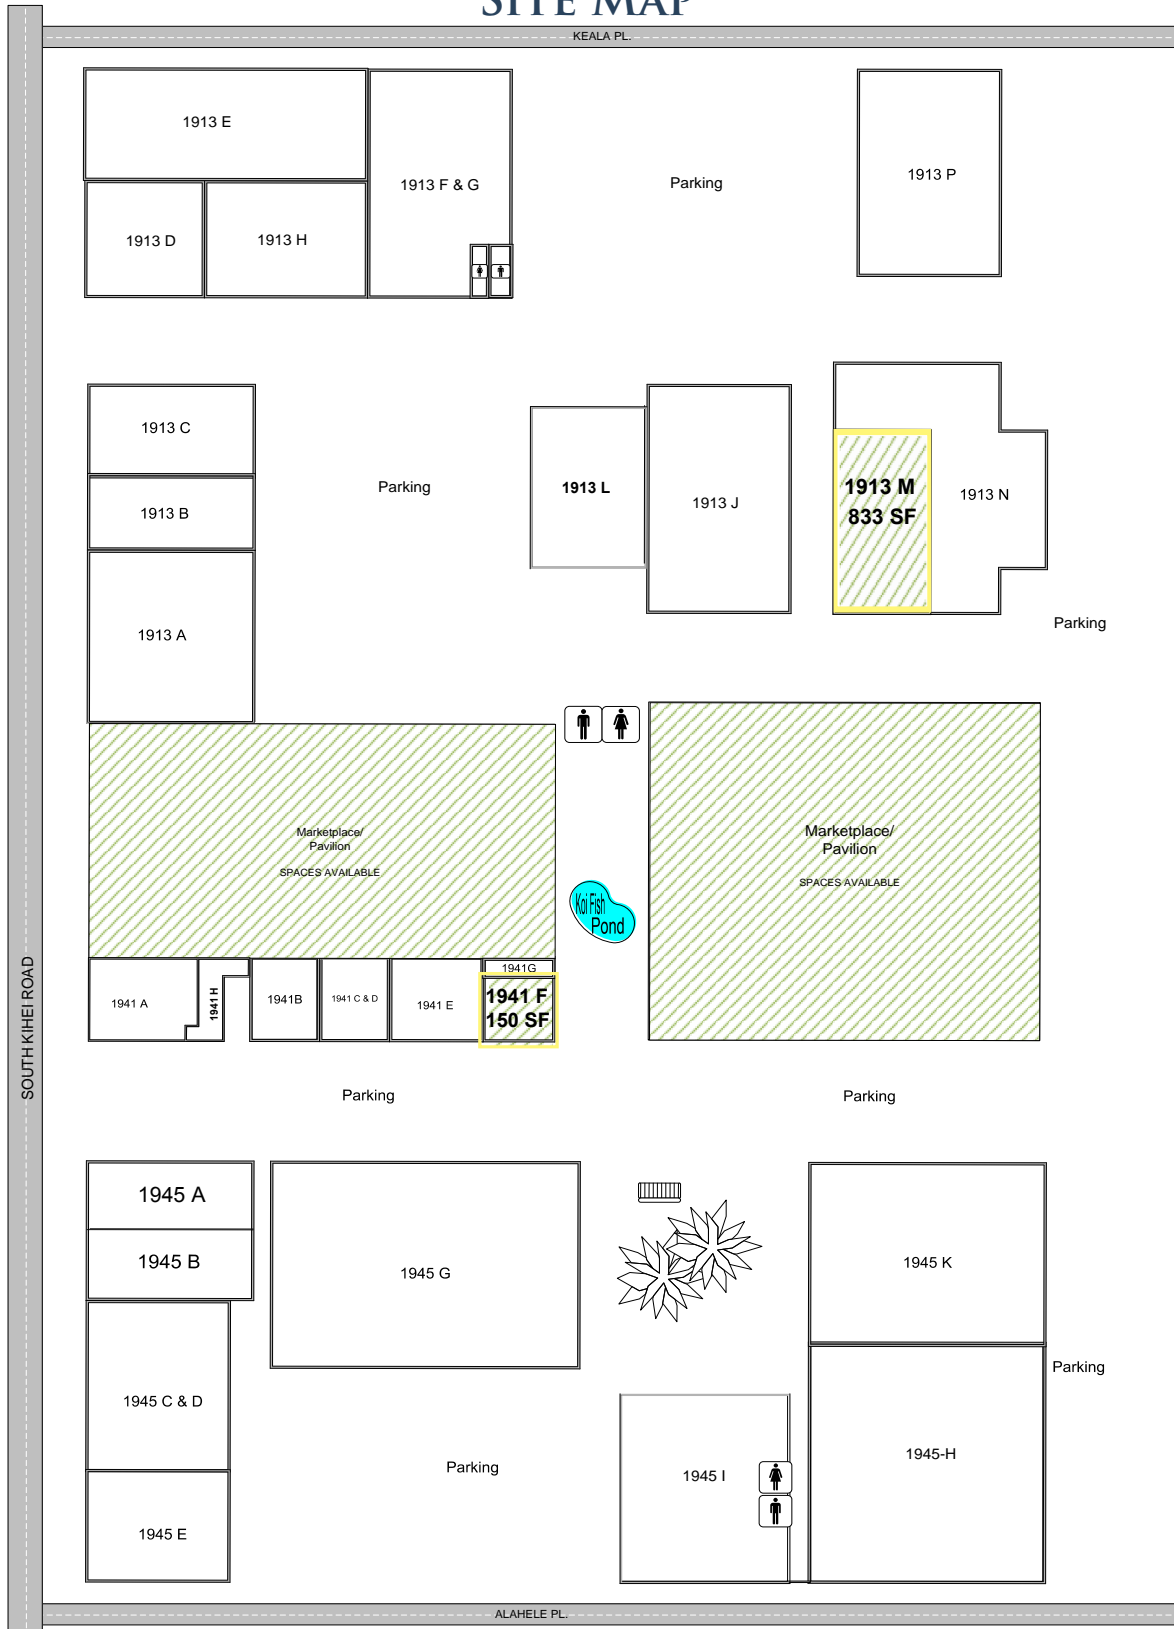 SITE MAP
KEALA PL.
1913 E
1913 F & G
1913 D
1913 H
Parking
1913 P
1913 C
1913 B
1913 A
Parking
1913 L
1913 J
1913 M
833 SF
1913 N
Parking
Marketplace/
Pavilion
SPACES AVAILABLE
Marketplace/
Pavilion
SPACES AVAILABLE
Koi Fish
Pond
SOUTH KIHEI ROAD
1941 A
1941 H
1941B
1941 C & D
1941 E
1941G
1941 F
150 SF
Parking
Parking
1945 A
1945 B
1945 G
1945 K
1945 C & D
Parking
1945 E
Parking
1945 I
1945-H
ALAHELE PL.